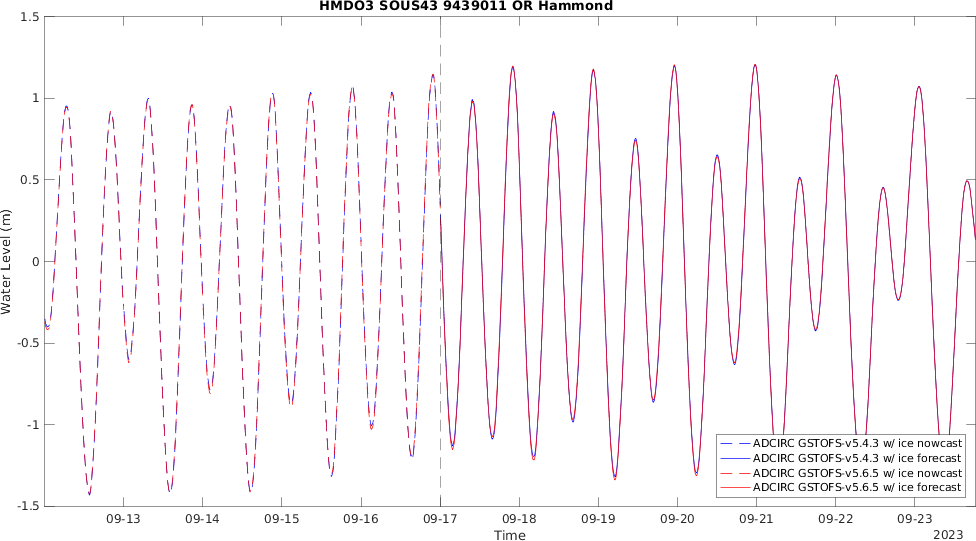 HMDO3 SOUS43 9439011 OR Hammond
1.5
1
0.5
0
-0.5
-1
-1.5
Water Level (m)
ADCIRC GSTOFS-v5.4.3 w/ ice nowcast
ADCIRC GSTOFS-v5.4.3 w/ ice forecast
ADCIRC GSTOFS-v5.6.5 w/ ice nowcast
ADCIRC GSTOFS-v5.6.5 w/ ice forecast
09-13 09-14 09-15 09-16 09-17 09-18 09-19 09-20 09-21 09-22 09-23
Time
2023